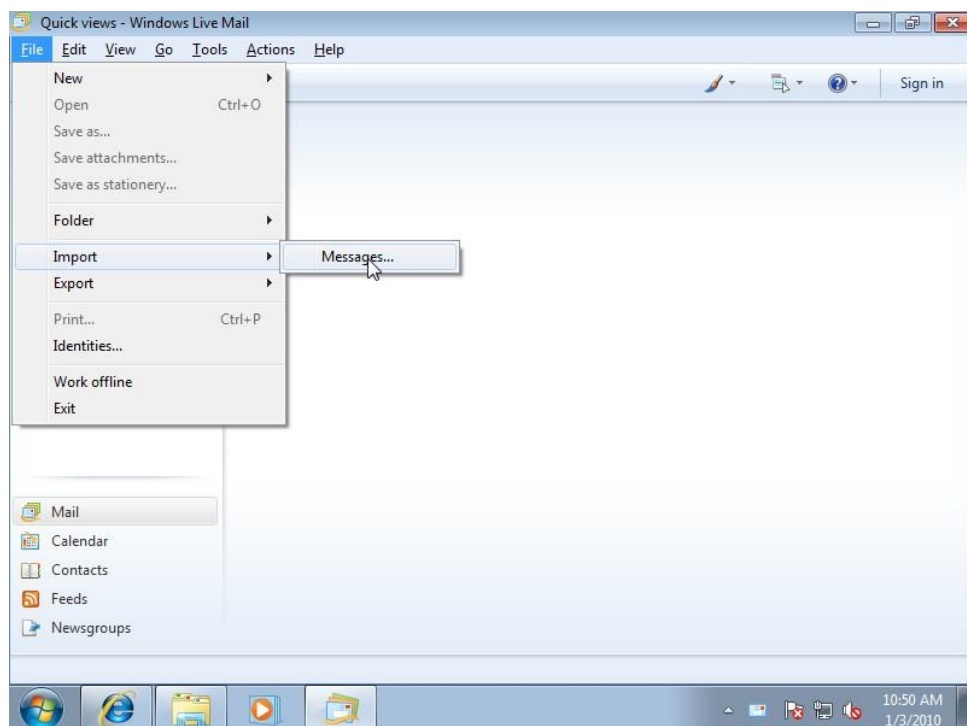 Quick views - Windows Live Mail
File Edit View Go Tools Actions Help
New
Sign in
Open Ctrl+O
Save as...
Save attachments...
Save as stationery...
Folder
Import Messages...
Export
Print... Ctrl+P
Identities...
Work offline
Exit
Mail
Calendar
Contacts
Feeds
Newsgroups
10:50 AM
1/3/2010